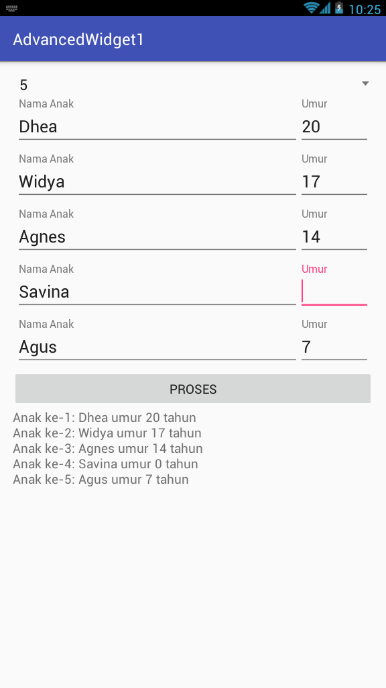 10:25
AdvancedWidget1
5
Nama Anak Umur
Dhea 20
Nama Anak Umur
Widya 17
Nama Anak Umur
Agnes 14
Nama Anak Umur
Savina
Nama Anak Umur
Agus 7
PROSES
Anak ke-1: Dhea umur 20 tahun
Anak ke-2: Widya umur 17 tahun
Anak ke-3: Agnes umur 14 tahun
Anak ke-4: Savina umur 0 tahun
Anak ke-5: Agus umur 7 tahun